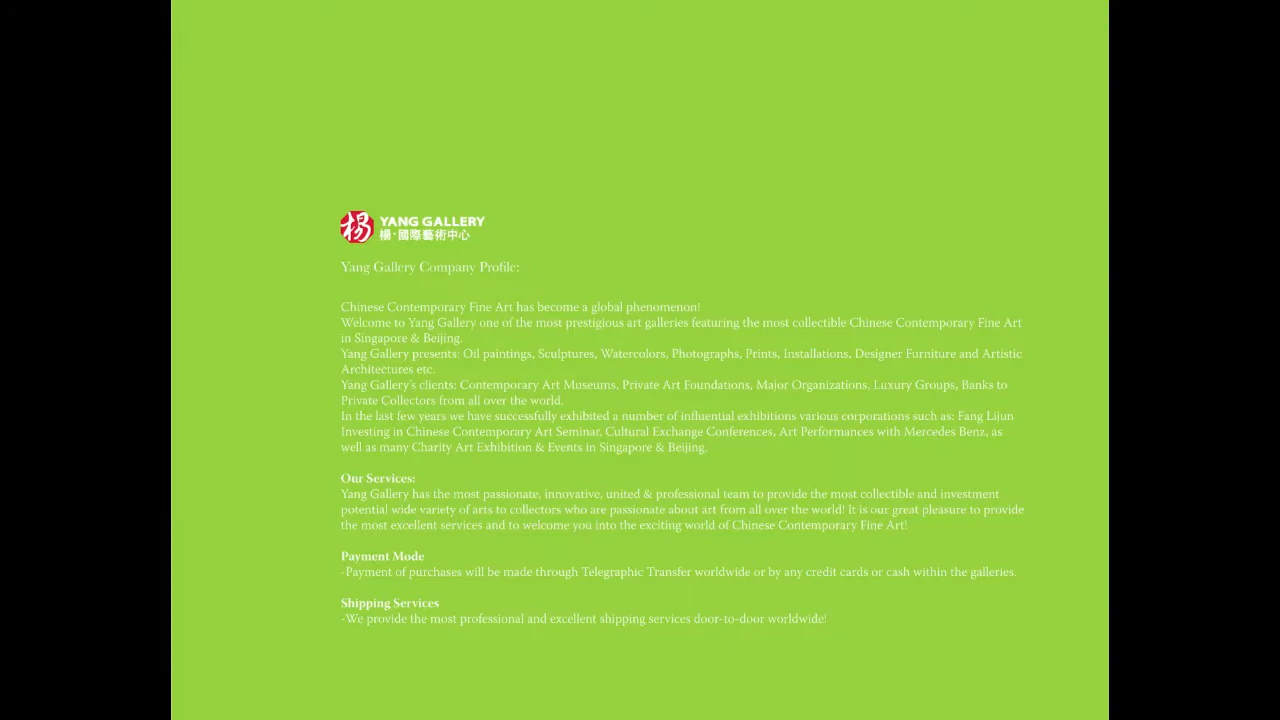 楊
YANG GALLERY
楊·國際藝術中心
Yang Gallery Company Profile:
Chinese Contemporary Fine Art has become a global phenomenon!
Welcome to Yang Gallery one of the most prestigious art galleries featuring the most collectible Chinese Contemporary Fine Art
in Singapore & Beijing.
Yang Gallery presents: Oil paintings, Sculptures, Watercolors, Photographs, Prints, Installations, Designer Furniture and Artistic
Architectures etc.
Yang Gallery's clients: Contemporary Art Museums, Private Art Foundations, Major Organizations, Luxury Groups, Banks to
Private Collectors from all over the world.
In the last few years we have successfully exhibited a number of influential exhibitions various corporations such as: Fang Lijun
Investing in Chinese Contemporary Art Seminar, Cultural Exchange Conferences, Art Performances with Mercedes Benz, as
well as many Charity Art Exhibition & Events in Singapore & Beijing.
Our Services:
Yang Gallery has the most passionate, innovative, united & professional team to provide the most collectible and investment
potential wide variety of arts to collectors who are passionate about art from all over the world! It is our great pleasure to provide
the most excellent services and to welcome you into the exciting world of Chinese Contemporary Fine Art!
Payment Mode
-Payment of purchases will be made through Telegraphic Transfer worldwide or by any credit cards or cash within the galleries.
Shipping Services
-We provide the most professional and excellent shipping services door-to-door worldwide!